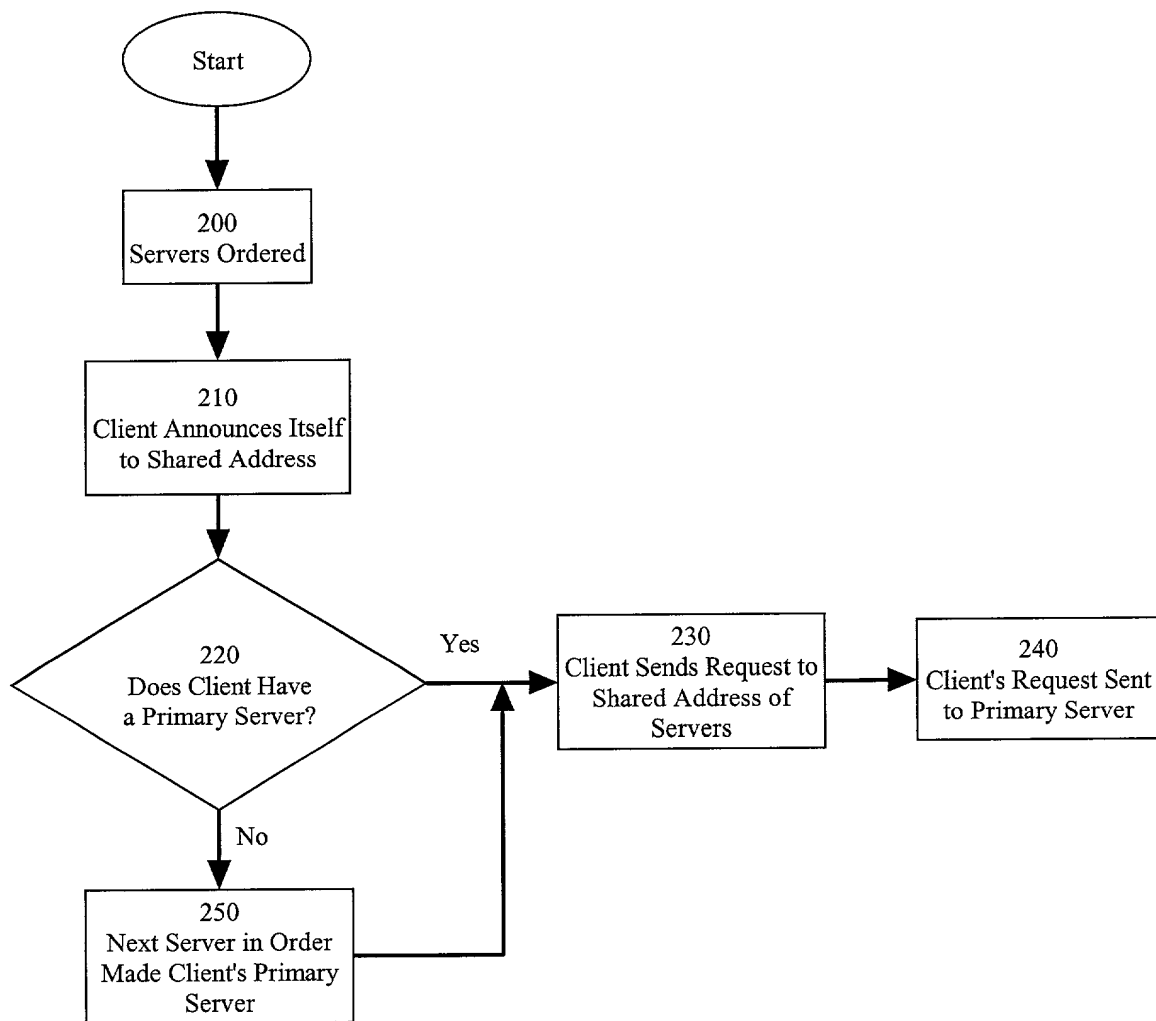 Start
200
Servers Ordered
210
Client Announces Itself
to Shared Address
220
Does Client Have
a Primary Server?
Yes
230
Client Sends Request to
Shared Address of
Servers
240
Client's Request Sent
to Primary Server
No
250
Next Server in Order
Made Client's Primary
Server